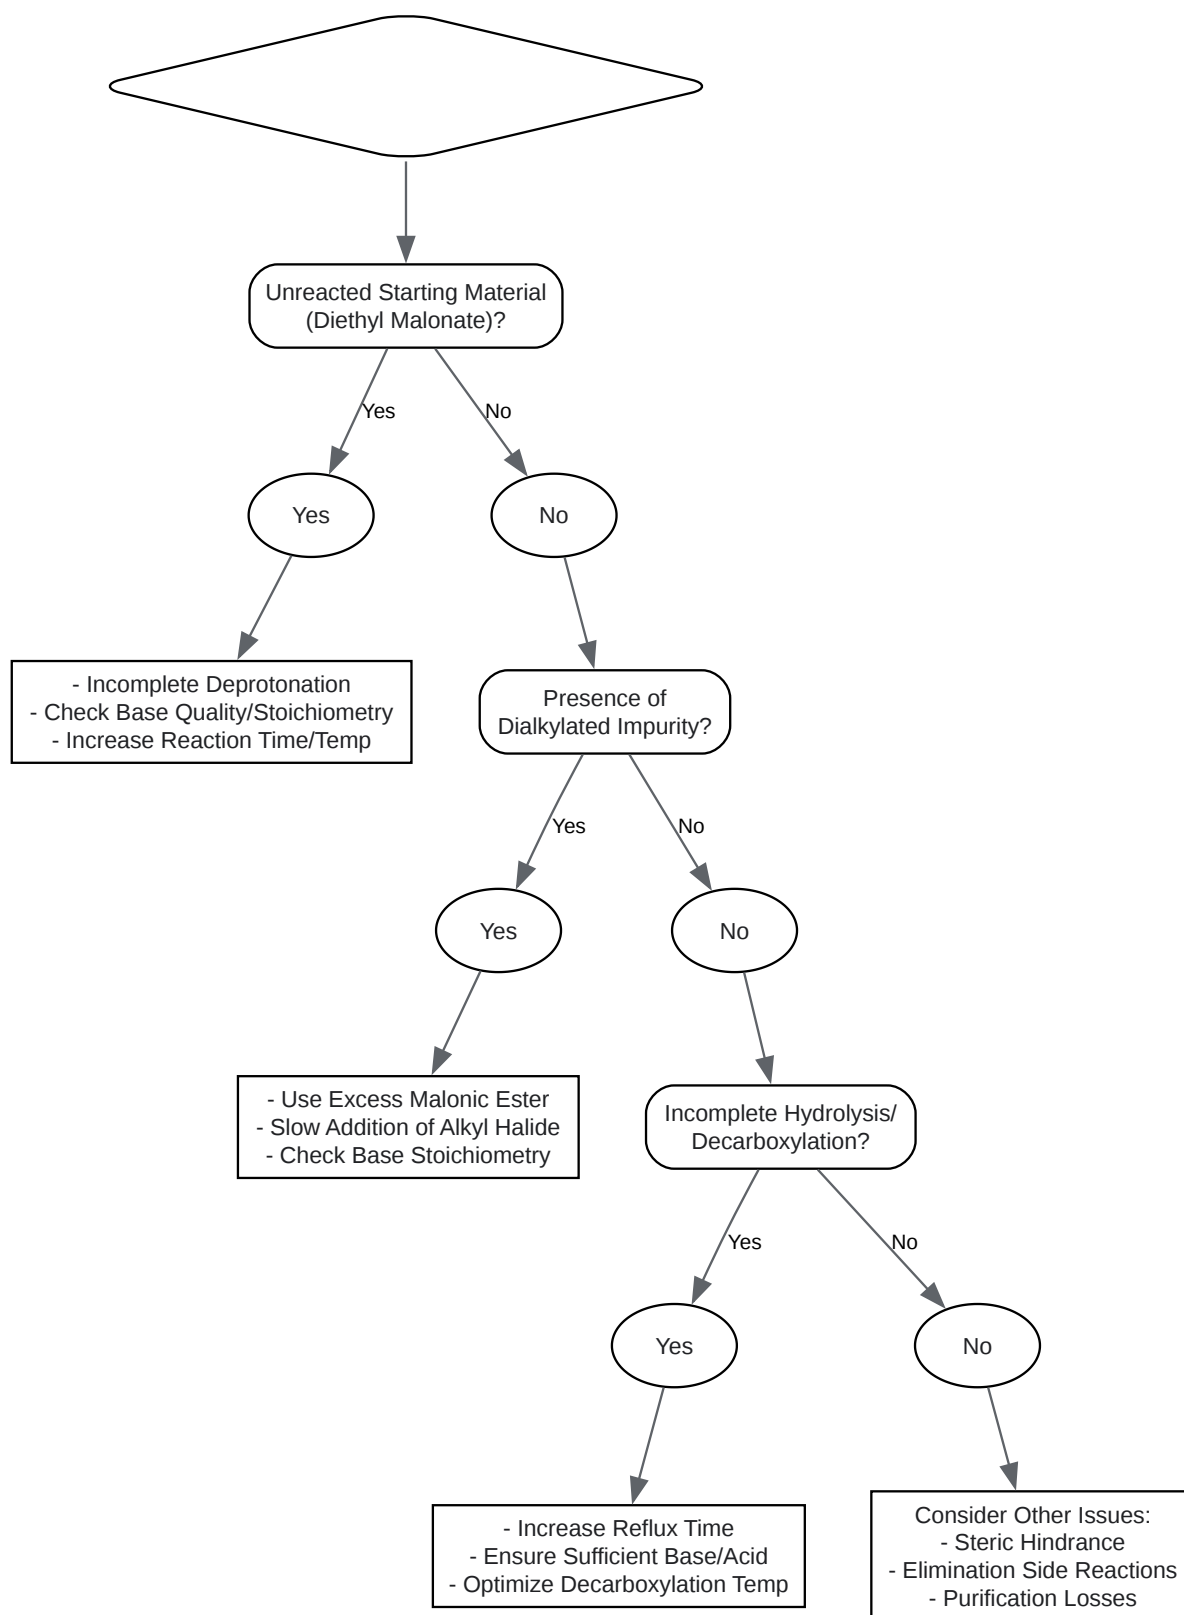 Unreacted Starting Material
(Diethyl Malonate)?
Yes
No
Yes
No
- Incomplete Deprotonation
- Check Base Quality/Stoichiometry
- Increase Reaction Time/Temp
Presence of
Dialkylated Impurity?
Yes
No
Yes
No
- Use Excess Malonic Ester
- Slow Addition of Alkyl Halide
- Check Base Stoichiometry
Incomplete Hydrolysis/
Decarboxylation?
Yes
No
Yes
No
- Increase Reflux Time
- Ensure Sufficient Base/Acid
- Optimize Decarboxylation Temp
Consider Other Issues:
- Steric Hindrance
- Elimination Side Reactions
- Purification Losses